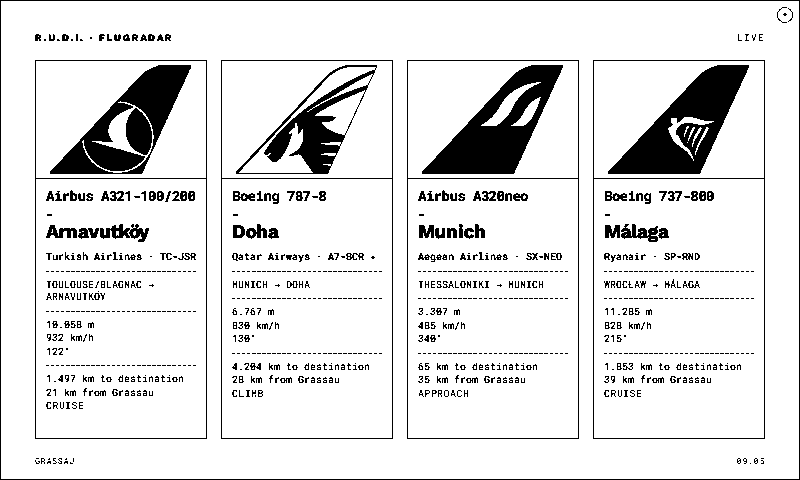 R.U.D.I. · FLUGRADAR
LIVE
Airbus A321-100/200
-
Arnavutköy
Turkish Airlines · TC-JSR
TOULOUSE/BLAGNAC →
ARNAVUTKÖY
10.058 m
932 km/h
122°
1.497 km to destination
21 km from Grassau
CRUISE
Boeing 787-8
-
Doha
Qatar Airways · A7-BCR •
MUNICH → DOHA
6.767 m
830 km/h
130°
4.204 km to destination
28 km from Grassau
CLIMB
Airbus A320neo
-
Munich
Aegean Airlines · SX-NEO
THESSALONIKI → MUNICH
3.307 m
485 km/h
340°
65 km to destination
35 km from Grassau
APPROACH
Boeing 737-800
-
Málaga
Ryanair · SP-RND
WROCLAW → MÁLAGA
11.285 m
828 km/h
215°
1.853 km to destination
39 km from Grassau
CRUISE
GRASSAU
09.05